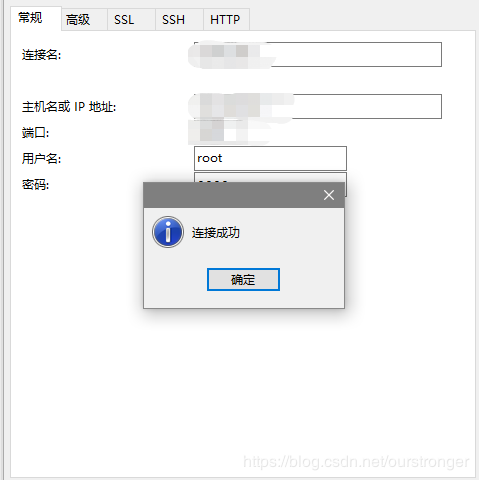 常规 高级 SSL SSH HTTP
连接名:
主机名或 IP 地址:
端口:
用户名: root
密码:
连接成功
确定
https://blog.csdn.net/ourstronger